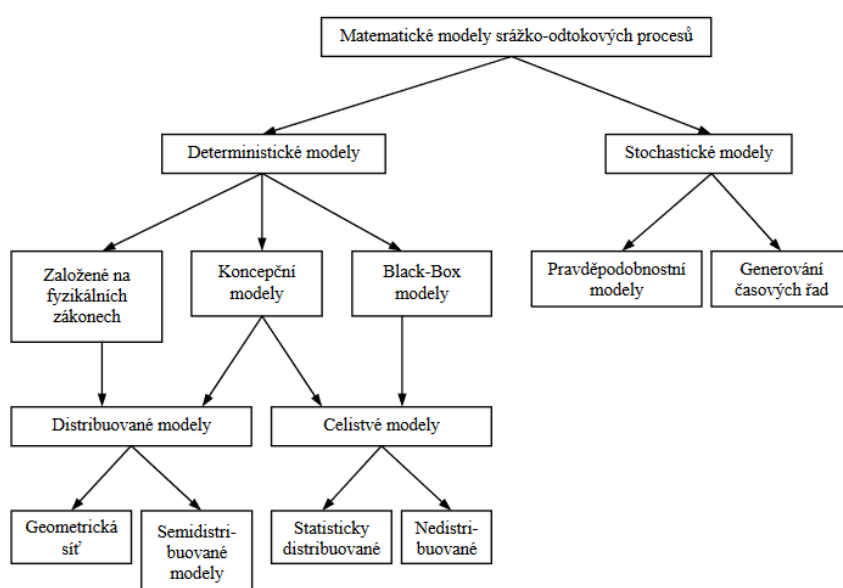 Matematické modely srážko-odtokových procesů
Deterministické modely
Stochastické modely
Založené na
fyzikálních
zákonech
Koncepční
modely
Black-Box
modely
Pravděpodobnostní
modely
Generování
časových řad
Distribuované modely
Celistvé modely
Geometrická
síť
Semidistri-
buované
modely
Statisticky
distribuované
Nedistri-
buované